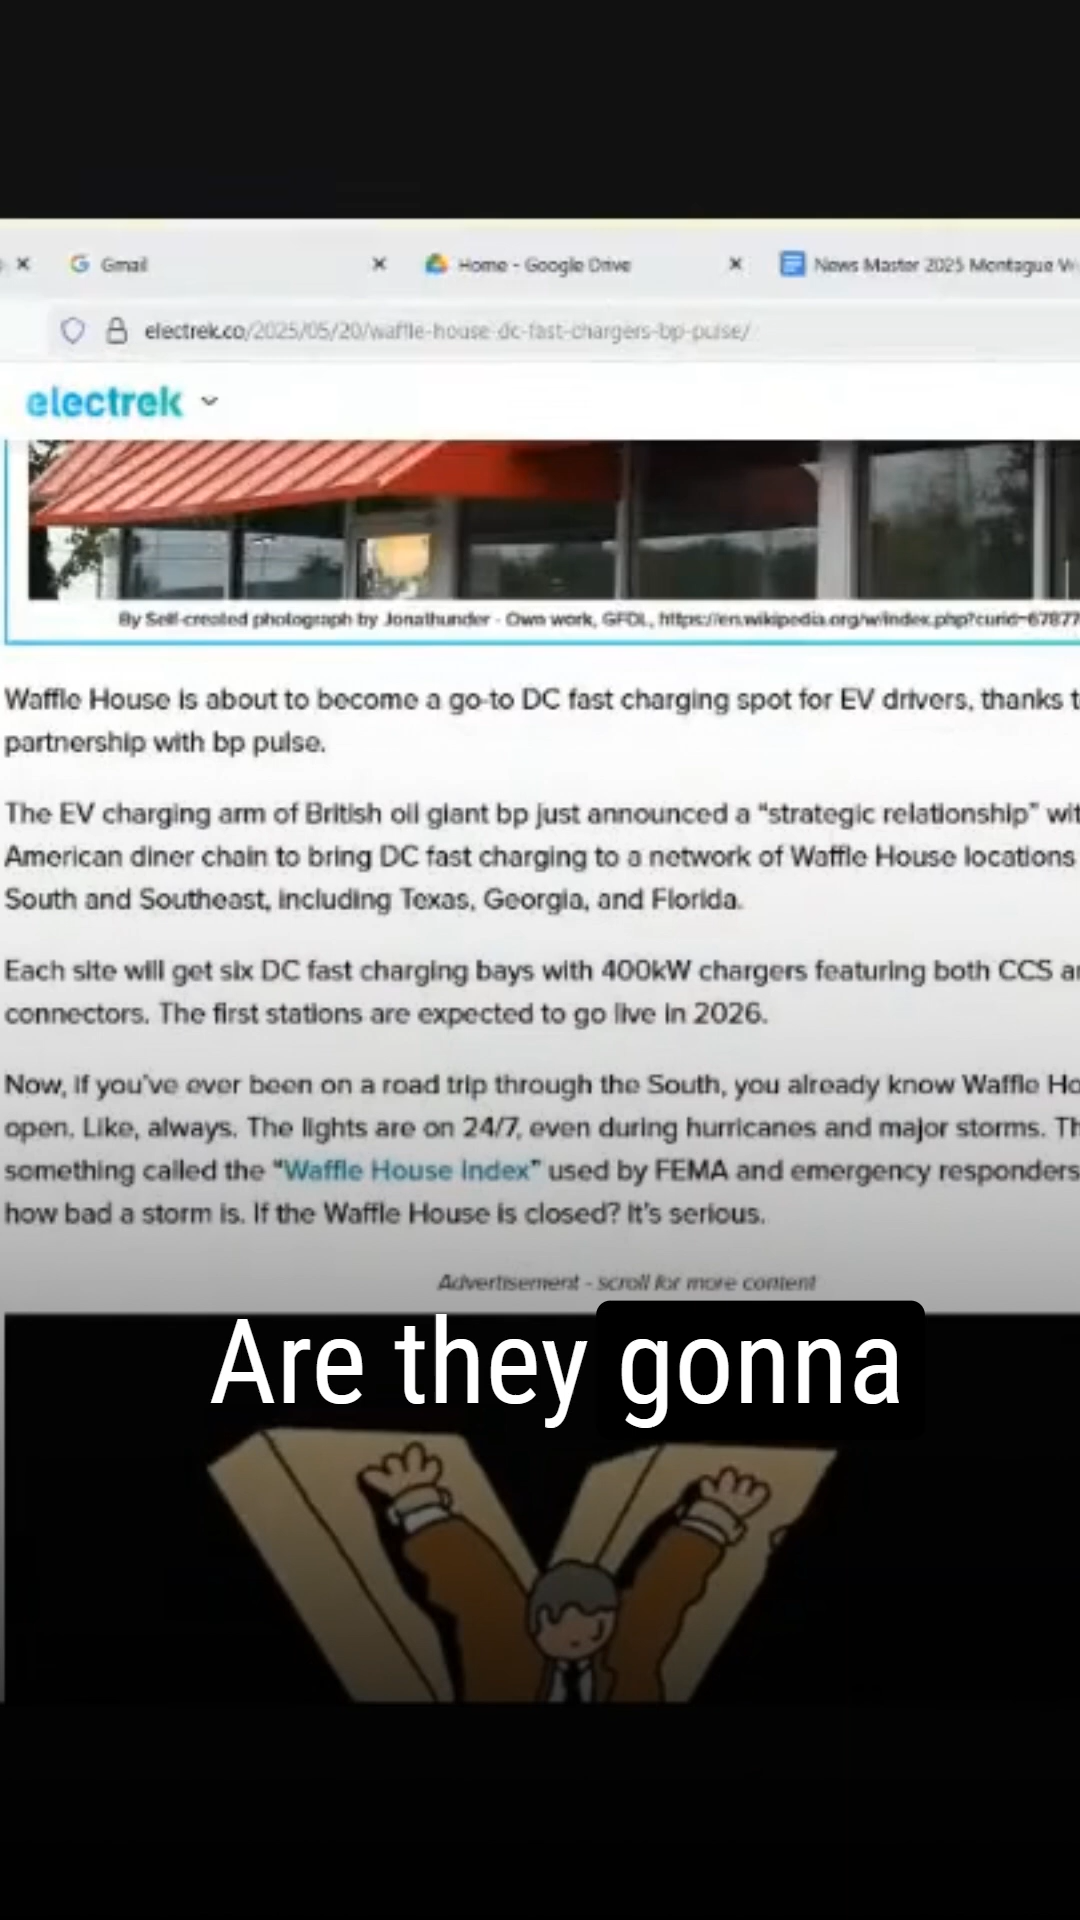 Gmail
Home - Google Drive
News Master 2025 Montague
electrek.co/2025/05/20/waffle-house-dc-fast-chargers-bp-pulse/
electrek
By Self-created photograph by Jonathunder - Own work, GFDL, https://en.wikipedia.org/w/index.php?curid=67877
Waffle House is about to become a go-to DC fast charging spot for EV drivers, thanks
partnership with bp pulse.
The EV charging arm of British oil giant bp just announced a “strategic relationship”
American diner chain to bring DC fast charging to a network of Waffle House locations
South and Southeast, including Texas, Georgia, and Florida.
Each site will get six DC fast charging bays with 400kW chargers featuring both CCS
connectors. The first stations are expected to go live in 2026.
Now, if you’ve ever been on a road trip through the South, you already know Waffle
open. Like, always. The lights are on 24/7, even during hurricanes and major storms.
something called the “Waffle House Index” used by FEMA and emergency responders
how bad a storm is. If the Waffle House is closed? It’s serious.
Advertisement - scroll for more content
Are they gonna